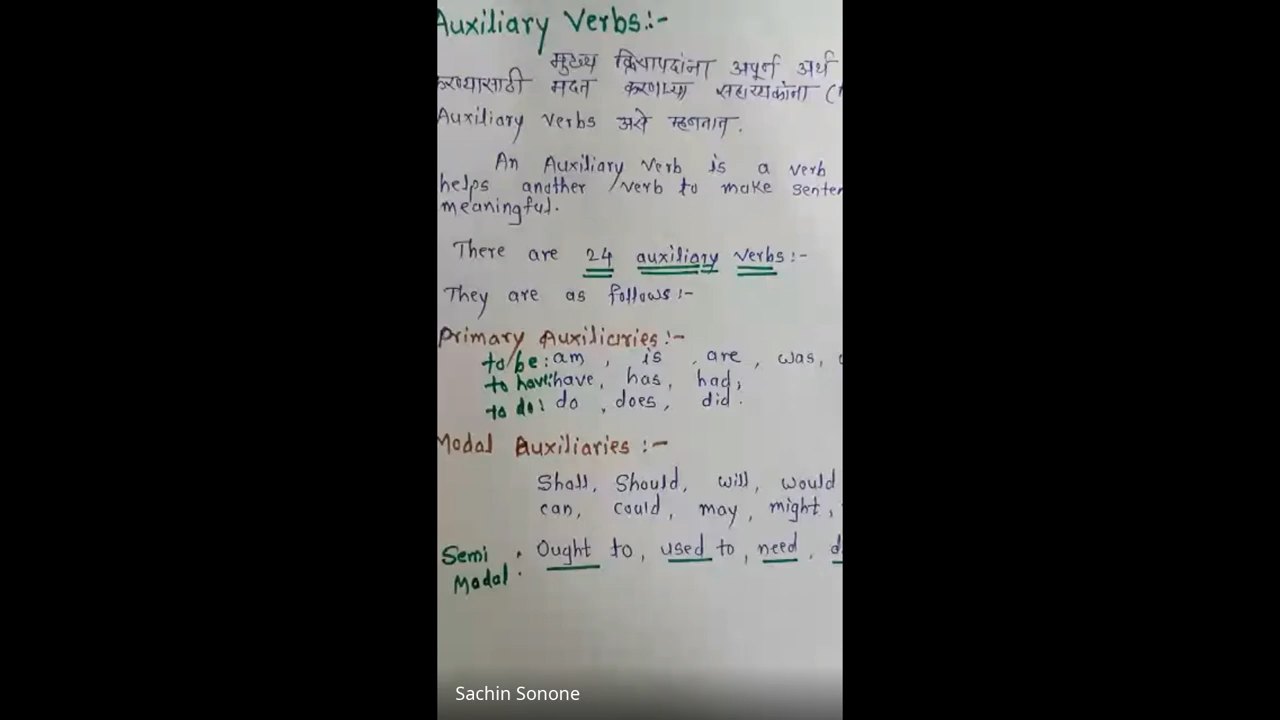 Auxiliary Verbs:-
मुख्य क्रियापदांना अपूर्ण अर्थ
करण्यासाठी मदत करणाऱ्या सहाय्यकांना (
Auxiliary verbs असे म्हणतात.
An Auxiliary Verb is a verb
helps another verb to make senten
meaningful.
There are 24 auxiliary verbs:-
They are as follows:-
Primary Auxiliaries:-
to be: am, is, are, was,
to have: have, has, had;
to do: do, does, did.
Modal Auxiliaries:-
Shall, Should, will, would
can, could, may, might,
Semi Modal: Ought to, used to, need, d
Sachin Sonone